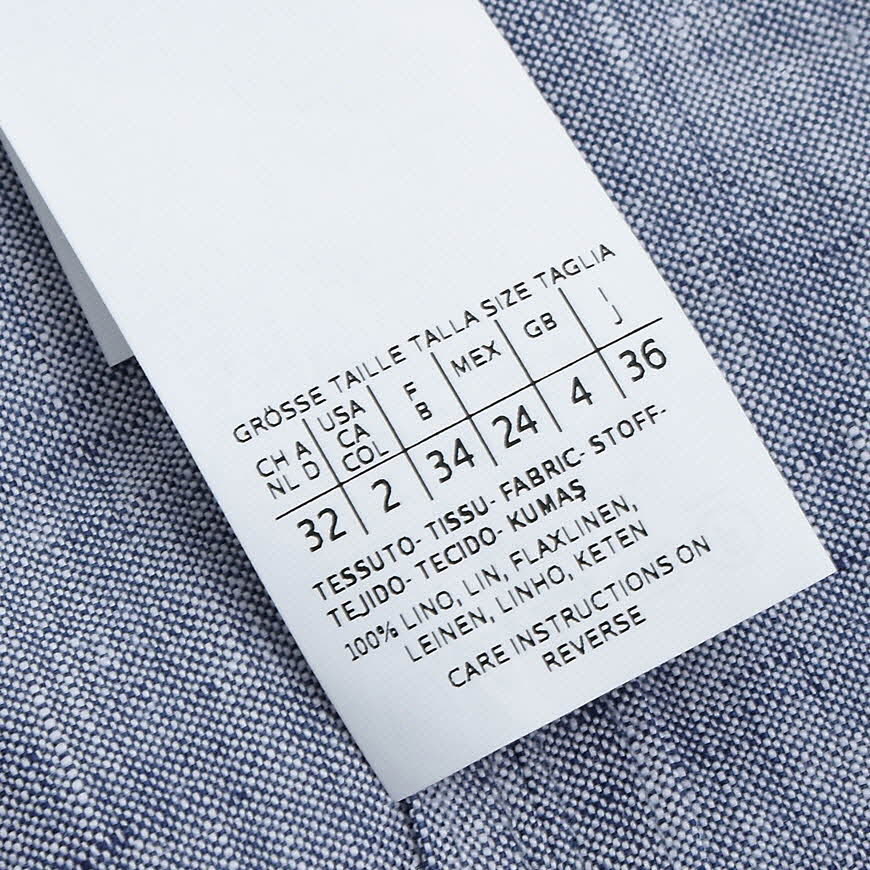 GRÖSSE TAILLE TALLA SIZE TAGLIA
CH A USA F MEX GB I
NL D CA B J
COL
32 2 34 24 4 36
TESSUTO- TISSU- FABRIC- STOFF-
TEJIDO- TECIDO- KUMAŞ
100% LINO, LIN, FLAXLINEN,
LEINEN, LINHO, KETEN
CARE INSTRUCTIONS ON
REVERSE